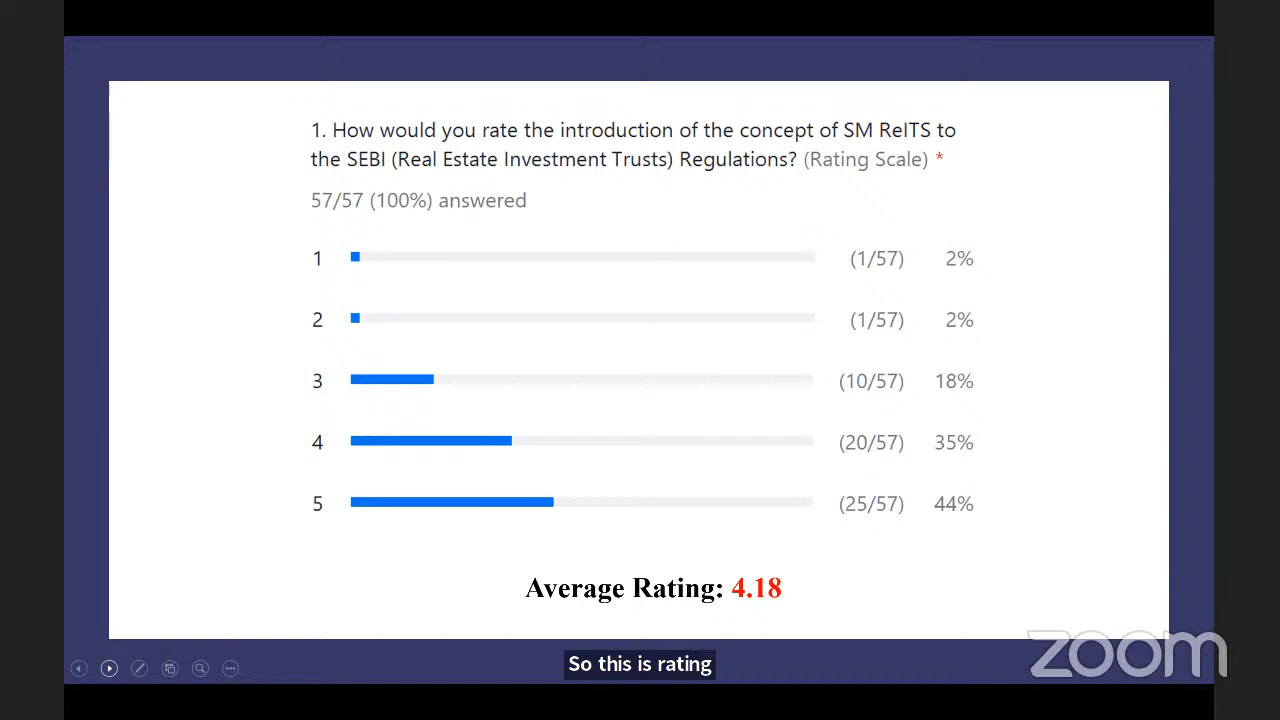 1. How would you rate the introduction of the concept of SM ReITS to
the SEBI (Real Estate Investment Trusts) Regulations? (Rating Scale) *
57/57 (100%) answered
1 (1/57) 2%
2 (1/57) 2%
3 (10/57) 18%
4 (20/57) 35%
5 (25/57) 44%
Average Rating: 4.18
So this is rating
zoom